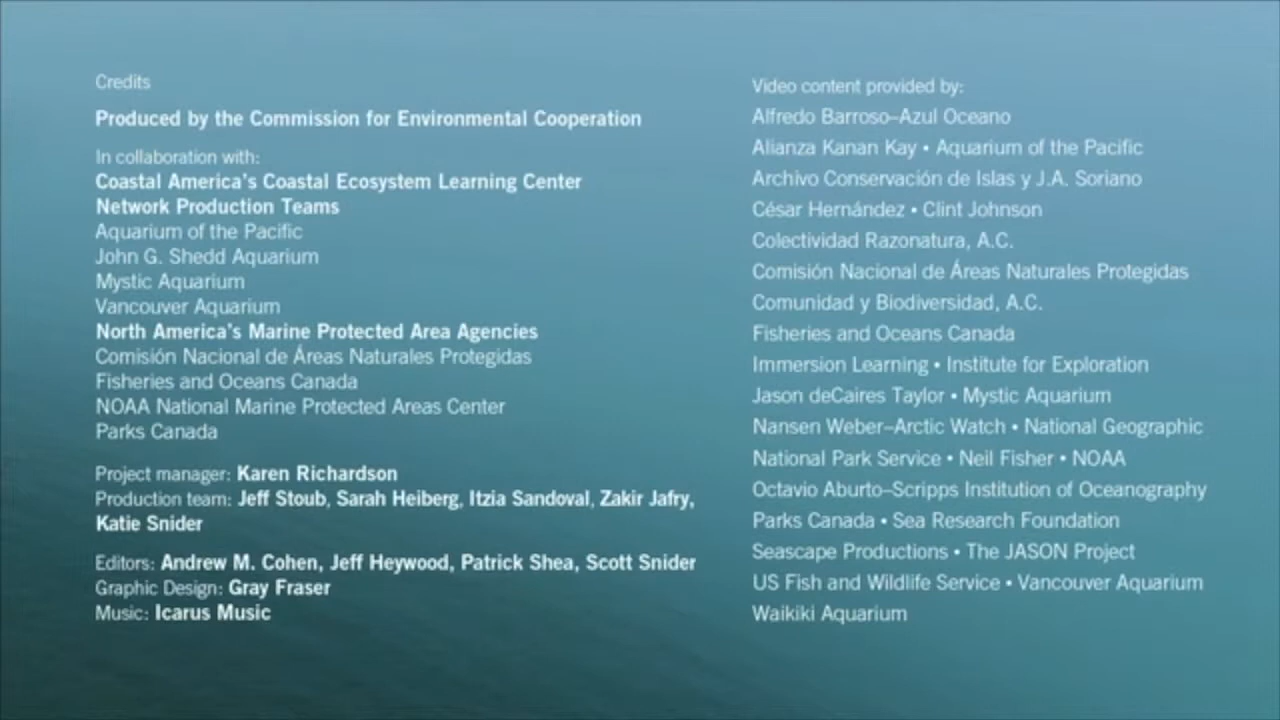 Credits
Produced by the Commission for Environmental Cooperation
In collaboration with:
Coastal America's Coastal Ecosystem Learning Center
Network Production Teams
Aquarium of the Pacific
John G. Shedd Aquarium
Mystic Aquarium
Vancouver Aquarium
North America's Marine Protected Area Agencies
Comisión Nacional de Áreas Naturales Protegidas
Fisheries and Oceans Canada
NOAA National Marine Protected Areas Center
Parks Canada
Project manager: Karen Richardson
Production team: Jeff Stoub, Sarah Heiberg, Itzia Sandoval, Zakir Jafry,
Katie Snider
Editors: Andrew M. Cohen, Jeff Heywood, Patrick Shea, Scott Snider
Graphic Design: Gray Fraser
Music: Icarus Music
Video content provided by:
Alfredo Barroso–Azul Oceano
Alianza Kanan Kay • Aquarium of the Pacific
Archivo Conservación de Islas y J.A. Soriano
César Hernández • Clint Johnson
Colectividad Razonatura, A.C.
Comisión Nacional de Áreas Naturales Protegidas
Comunidad y Biodiversidad, A.C.
Fisheries and Oceans Canada
Immersion Learning • Institute for Exploration
Jason deCaires Taylor • Mystic Aquarium
Nansen Weber–Arctic Watch • National Geographic
National Park Service • Neil Fisher • NOAA
Octavio Aburto–Scripps Institution of Oceanography
Parks Canada • Sea Research Foundation
Seascape Productions • The JASON Project
US Fish and Wildlife Service • Vancouver Aquarium
Waikiki Aquarium